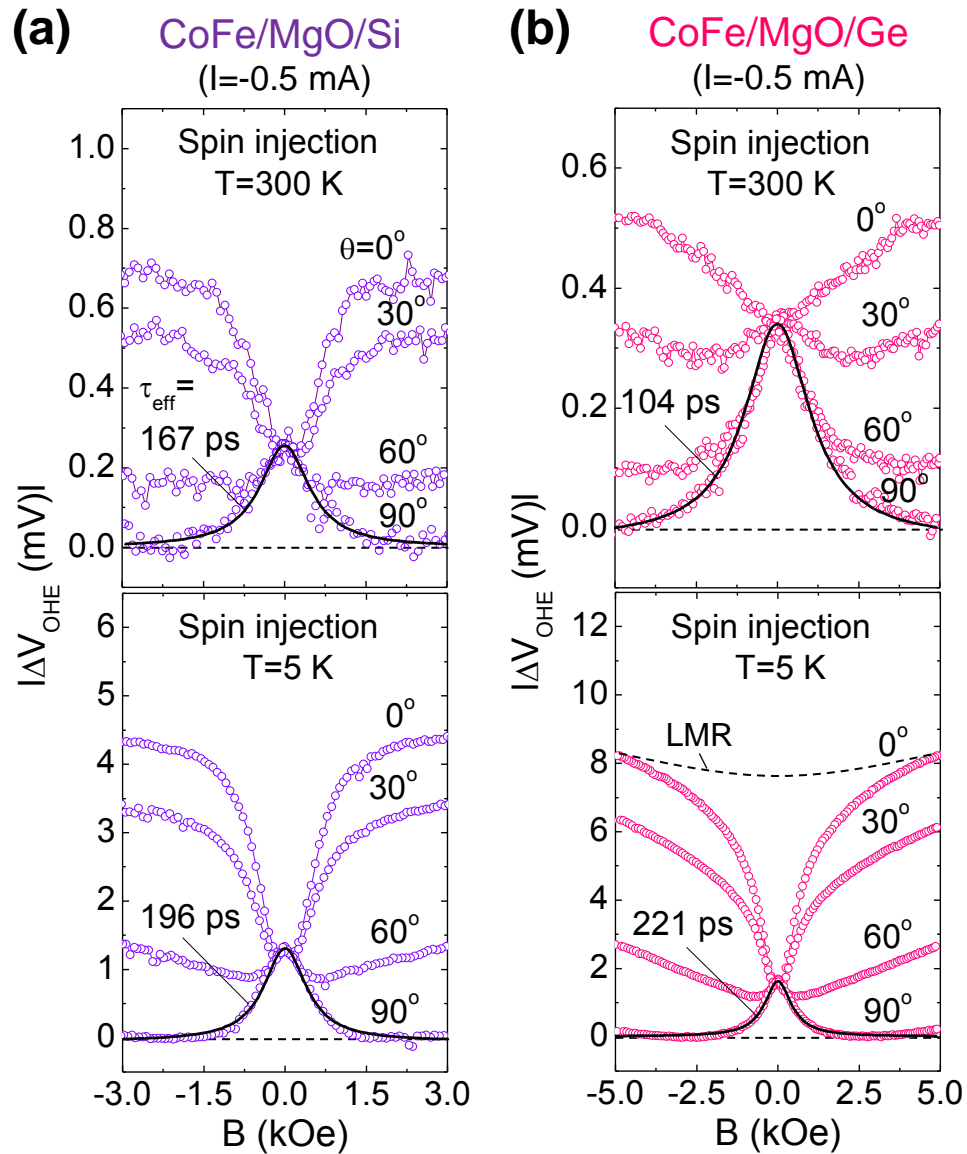 (a) CoFe/MgO/Si
(I=-0.5 mA)
1.0
0.8
0.6
0.4
0.2
0.0
Spin injection
T=300 K
θ=0°
30°
τeff=
167 ps
60°
90°
|ΔV_OHE (mV)|
6
5
4
3
2
1
0
Spin injection
T=5 K
0°
30°
196 ps
60°
90°
-3.0 -1.5 0.0 1.5 3.0
B (kOe)
(b) CoFe/MgO/Ge
(I=-0.5 mA)
0.6
0.4
0.2
0.0
Spin injection
T=300 K
0°
30°
104 ps
60°
90°
|ΔV_OHE (mV)|
12
10
8
6
4
2
0
Spin injection
T=5 K
LMR
0°
30°
221 ps
60°
90°
-5.0 -2.5 0.0 2.5 5.0
B (kOe)